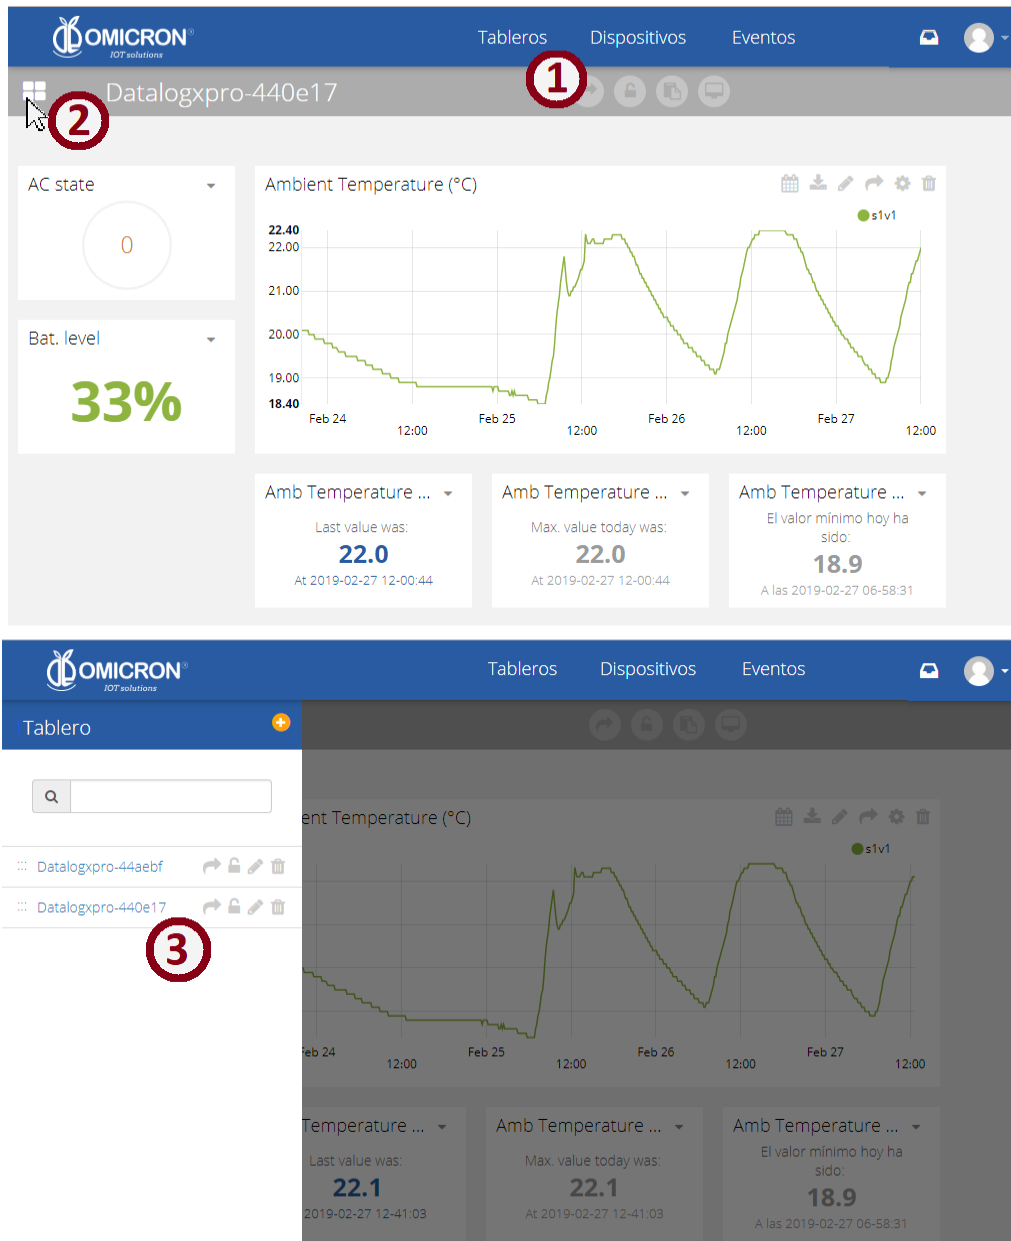 OMICRON®
IOT solutions
Tableros Dispositivos Eventos
1
Datalogxpro-440e17
2
AC state
0
Bat. level
33%
Ambient Temperature (°C)
s1v1
22.40
22.00
21.00
20.00
19.00
18.40
Feb 24 12:00 Feb 25 12:00 Feb 26 12:00 Feb 27 12:00
Amb Temperature ...
Last value was:
22.0
At 2019-02-27 12-00:44
Amb Temperature ...
Max. value today was:
22.0
At 2019-02-27 12-00:44
Amb Temperature ...
El valor mínimo hoy ha
sido:
18.9
A las 2019-02-27 06-58:31
OMICRON®
IOT solutions
Tableros Dispositivos Eventos
Tablero
Datalogxpro-44aebf
Datalogxpro-440e17
3
ent Temperature (°C)
s1v1
Feb 24 12:00 Feb 25 12:00 Feb 26 12:00 Feb 27 12:00
Temperature ...
Last value was:
22.1
2019-02-27 12-41:03
Amb Temperature ...
Max. value today was:
22.1
At 2019-02-27 12-41:03
Amb Temperature ...
El valor mínimo hoy ha
sido:
18.9
A las 2019-02-27 06-58:31